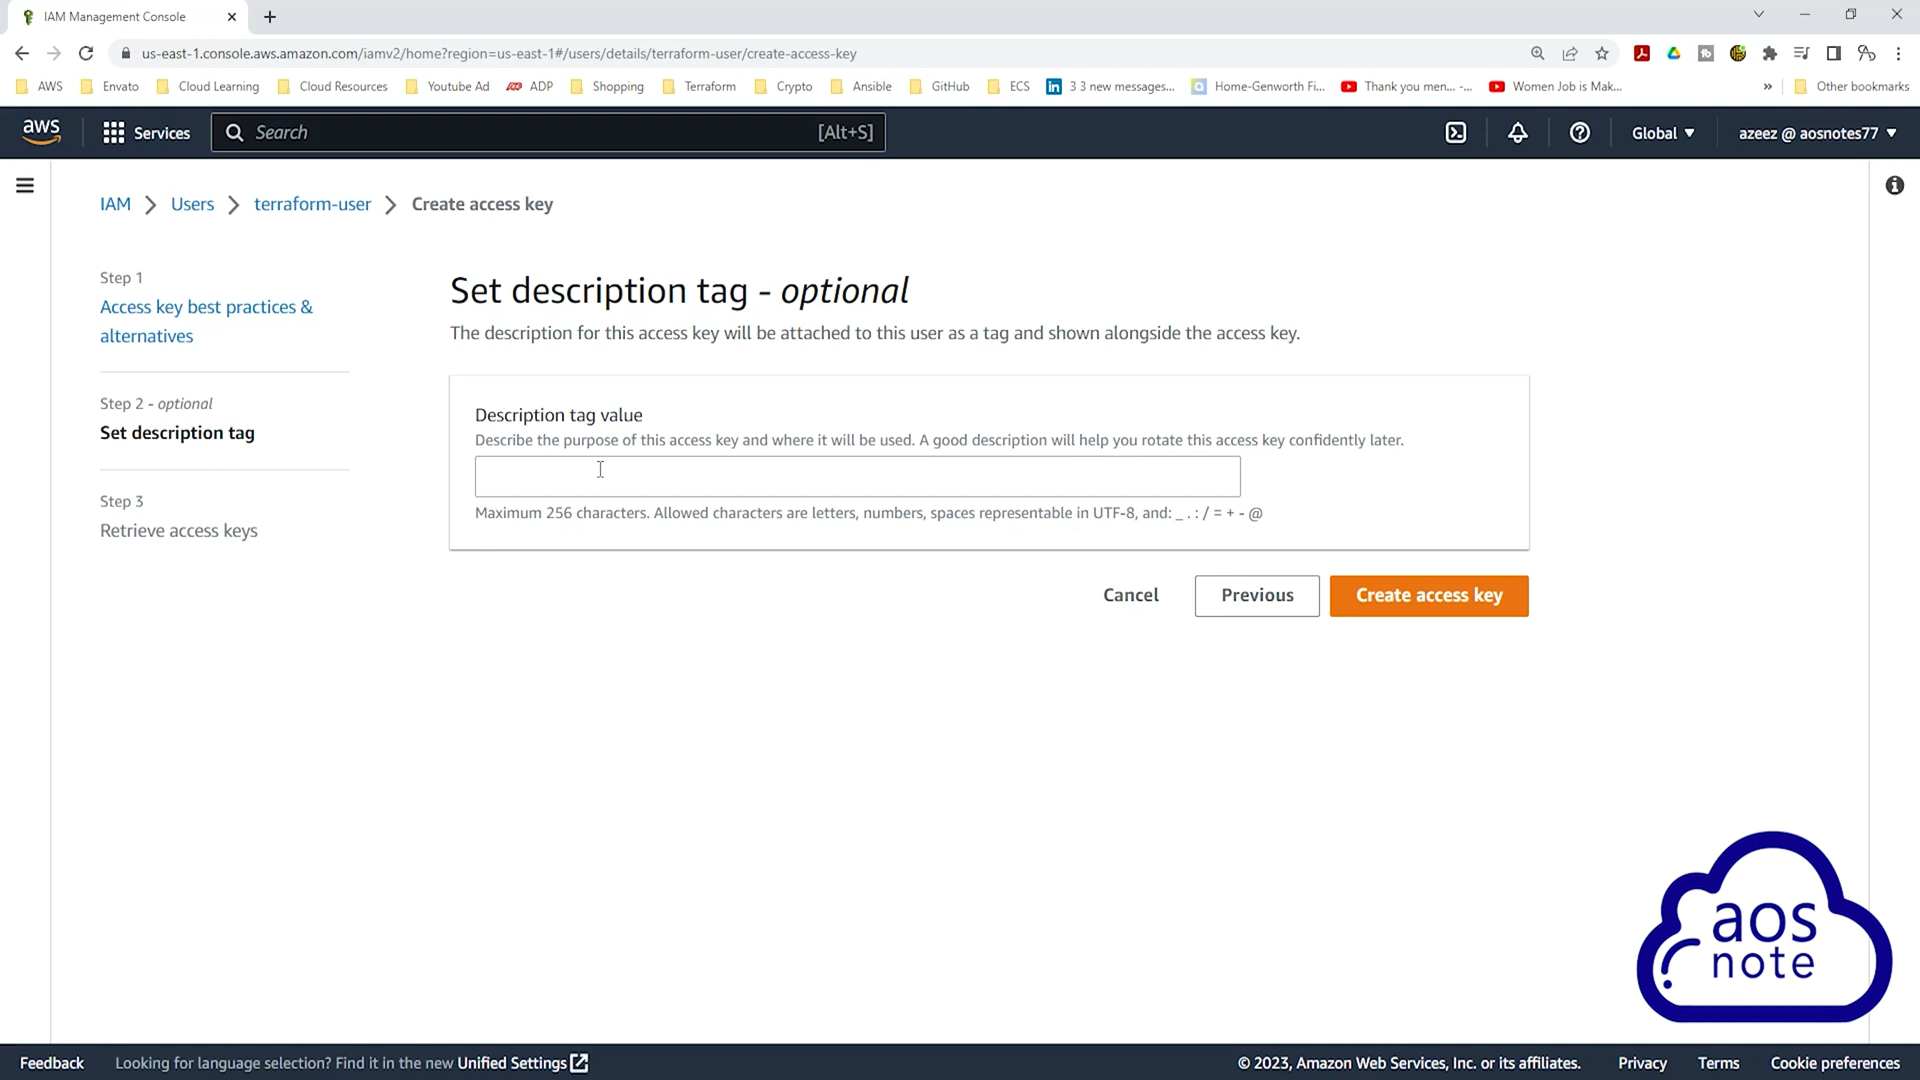 IAM Management Console
us-east-1.console.aws.amazon.com/iamv2/home?region=us-east-1#/users/details/terraform-user/create-access-key
AWS Envato Cloud Learning Cloud Resources Youtube Ad ADP Shopping Terraform Crypto Ansible GitHub ECS 3 3 new messages... Home-Genworth Fi... Thank you men... -... Women Job is Mak... » Other bookmarks
aws Services Search [Alt+S] Global azeez @ aosnotes77
IAM Users terraform-user Create access key
Step 1
Access key best practices &
alternatives
Step 2 - optional
Set description tag
Step 3
Retrieve access keys
Set description tag - optional
The description for this access key will be attached to this user as a tag and shown alongside the access key.
Description tag value
Describe the purpose of this access key and where it will be used. A good description will help you rotate this access key confidently later.
Maximum 256 characters. Allowed characters are letters, numbers, spaces representable in UTF-8, and: _ . : / = + - @
Cancel Previous Create access key
aos
note
Feedback Looking for language selection? Find it in the new Unified Settings © 2023, Amazon Web Services, Inc. or its affiliates. Privacy Terms Cookie preferences